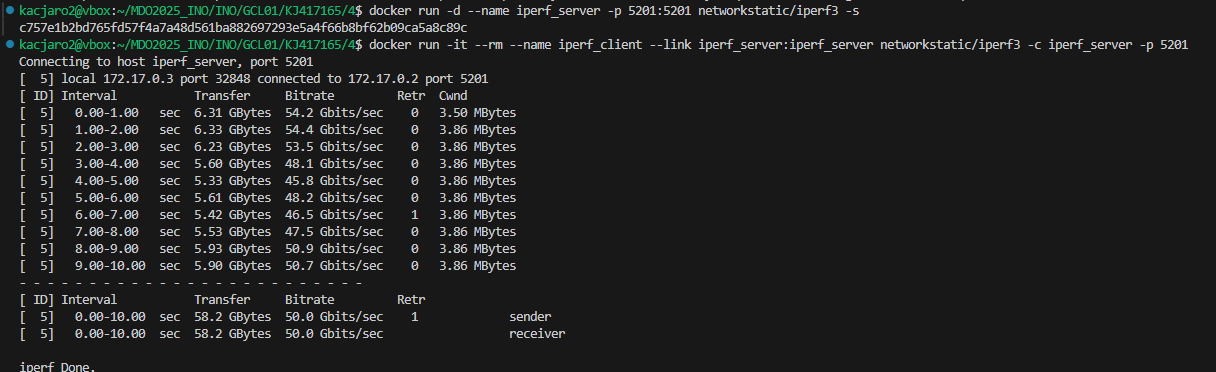 kacjaro2@vbox:~/MDO2025_INO/INO/GCL01/KJ417165/4$ docker run -d --name iperf_server -p 5201:5201 networkstatic/iperf3 -s
c757e1b2bd765fd57f4a7a48d561ba882697293e5a4f66b8bf62b09ca5a8c89c
kacjaro2@vbox:~/MDO2025_INO/INO/GCL01/KJ417165/4$ docker run -it --rm --name iperf_client --link iperf_server:iperf_server networkstatic/iperf3 -c iperf_server -p 5201
Connecting to host iperf_server, port 5201
[  5] local 172.17.0.3 port 32848 connected to 172.17.0.2 port 5201
[ ID] Interval           Transfer     Bitrate         Retr  Cwnd
[  5]   0.00-1.00   sec  6.31 GBytes  54.2 Gbits/sec    0   3.50 MBytes
[  5]   1.00-2.00   sec  6.33 GBytes  54.4 Gbits/sec    0   3.86 MBytes
[  5]   2.00-3.00   sec  6.23 GBytes  53.5 Gbits/sec    0   3.86 MBytes
[  5]   3.00-4.00   sec  5.60 GBytes  48.1 Gbits/sec    0   3.86 MBytes
[  5]   4.00-5.00   sec  5.33 GBytes  45.8 Gbits/sec    0   3.86 MBytes
[  5]   5.00-6.00   sec  5.61 GBytes  48.2 Gbits/sec    0   3.86 MBytes
[  5]   6.00-7.00   sec  5.42 GBytes  46.5 Gbits/sec    1   3.86 MBytes
[  5]   7.00-8.00   sec  5.53 GBytes  47.5 Gbits/sec    0   3.86 MBytes
[  5]   8.00-9.00   sec  5.93 GBytes  50.9 Gbits/sec    0   3.86 MBytes
[  5]   9.00-10.00  sec  5.90 GBytes  50.7 Gbits/sec    0   3.86 MBytes
- - - - - - - - - - - - - - - - - - - - - - - - -
[ ID] Interval           Transfer     Bitrate         Retr
[  5]   0.00-10.00  sec  58.2 GBytes  50.0 Gbits/sec    1             sender
[  5]   0.00-10.00  sec  58.2 GBytes  50.0 Gbits/sec                  receiver
iperf Done.